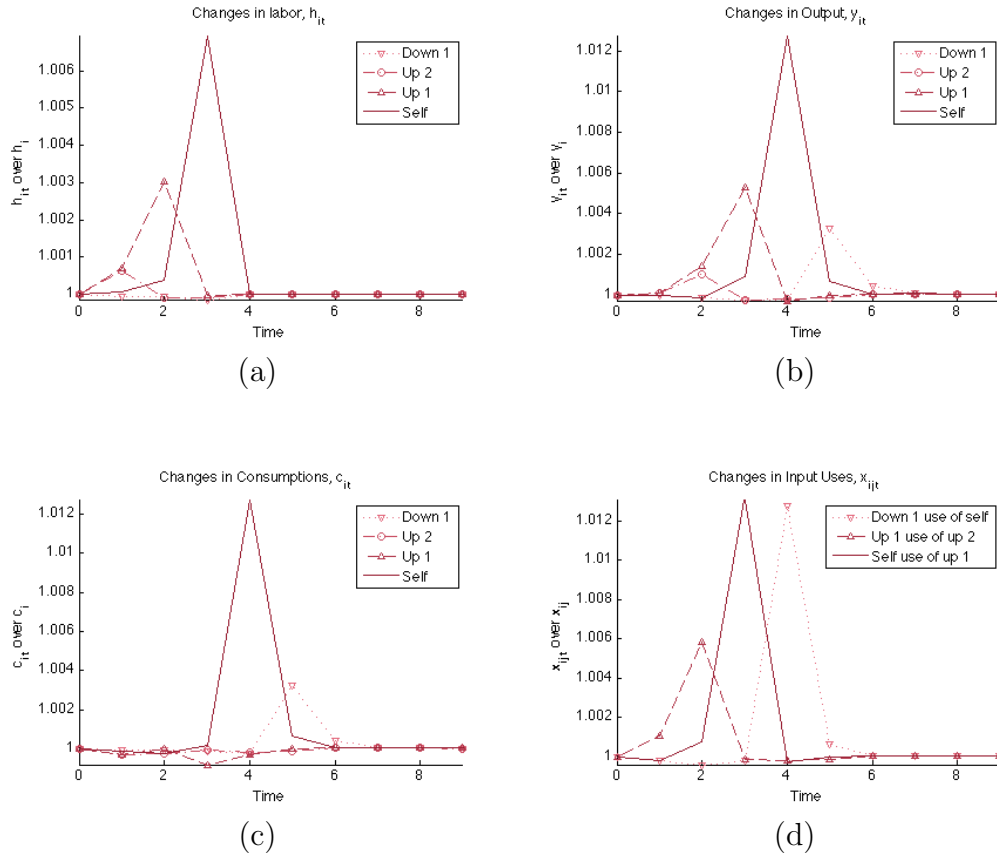 Changes in labor, h_it
h_it over h_i
1.006
1.005
1.004
1.003
1.002
1.001
1
0 2 4 6 8
Time
Down 1
Up 2
Up 1
Self
(a)
Changes in Output, y_it
y_it over y_i
1.012
1.01
1.008
1.006
1.004
1.002
1
0 2 4 6 8
Time
Down 1
Up 2
Up 1
Self
(b)
Changes in Consumptions, c_it
c_it over c_i
1.012
1.01
1.008
1.006
1.004
1.002
1
0 2 4 6 8
Time
Down 1
Up 2
Up 1
Self
(c)
Changes in Input Uses, x_ijt
x_ijt over x_ij
1.012
1.01
1.008
1.006
1.004
1.002
1
0 2 4 6 8
Time
Down 1 use of self
Up 1 use of up 2
Self use of up 1
(d)